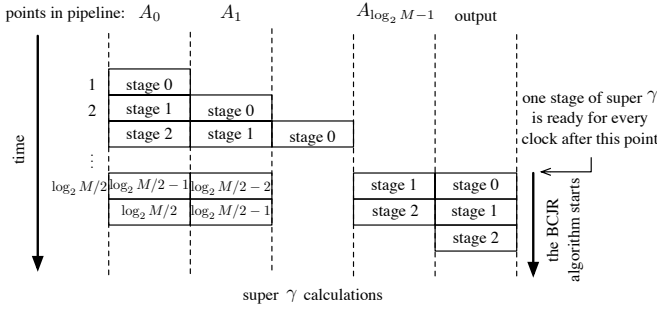 points in pipeline: A_0 A_1 A_{log_2 M−1} output
1 stage 0
2 stage 1 stage 0
stage 2 stage 1 stage 0
⋮
log_2 M/2 log_2 M/2−1 log_2 M/2−2 stage 1 stage 0
log_2 M/2 log_2 M/2−1 stage 2 stage 1
stage 2
time
one stage of super γ
is ready for every
clock after this point
the BCJR
algorithm starts
super γ calculations